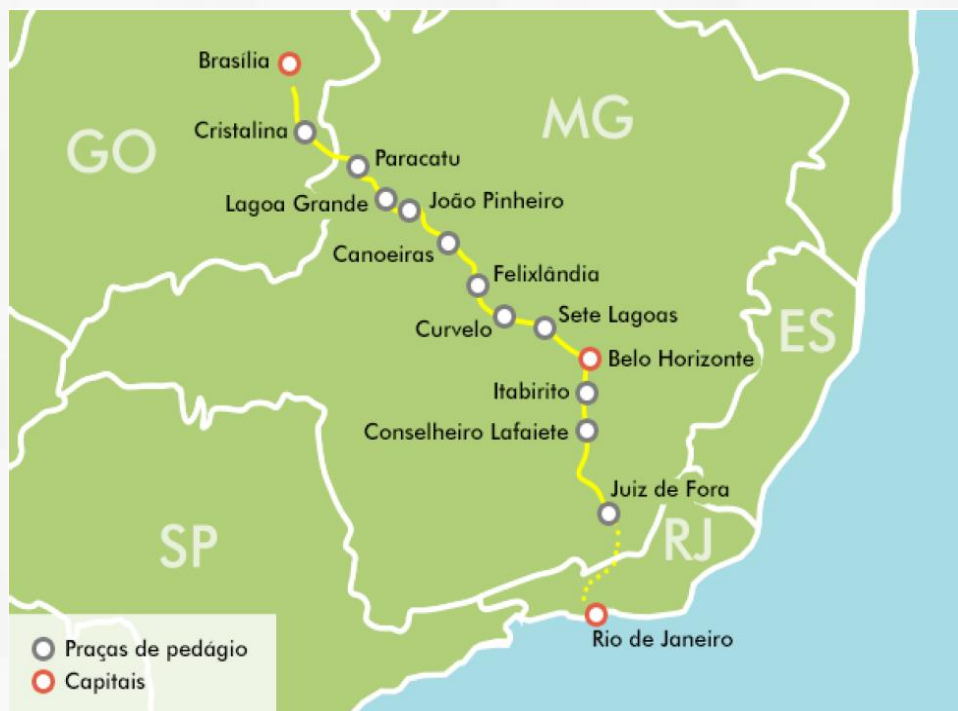 Brasília
GO
MG
Cristalina
Paracatu
Lagoa Grande
João Pinheiro
Canoeiras
Felixlândia
Curvelo
Sete Lagoas
ES
Belo Horizonte
Itabirito
Conselheiro Lafaiete
Juiz de Fora
SP
RJ
Rio de Janeiro
Praças de pedágio
Capitais